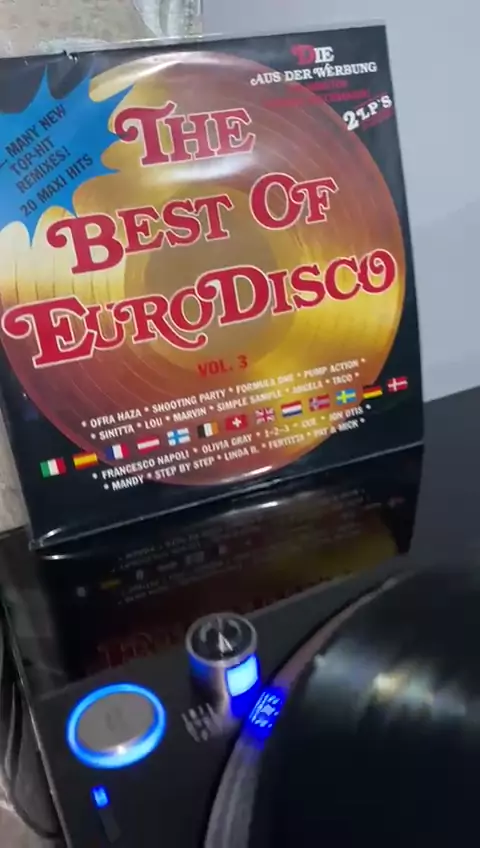 DIE
AUS DER WERBUNG
2 LP'S
MANY NEW
TOP-HIT
REMIXES!
20 MAXI HITS
THE
BEST OF
EURODISCO
VOL. 3
* OFRA HAZA * SHOOTING PARTY * FORMULA ONE * PUMP ACTION *
* SINITTA * LOU * MARVIN * SIMPLE SAMPLE * ANGELA * TACO *
* FRANCESCO NAPOLI * OLIVIA GRAY * 1-2-3 * CUE * JON OTIS *
* MANDY * STEP BY STEP * LINDA R. * FERTITTI * PAT & MICK *